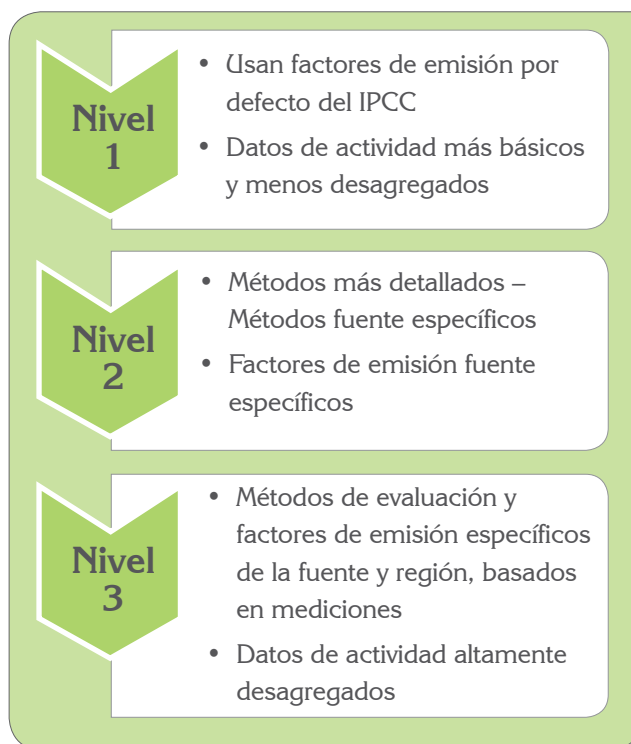 Nivel
1
• Usan factores de emisión por
defecto del IPCC
• Datos de actividad más básicos
y menos desagregados
Nivel
2
• Métodos más detallados –
Métodos fuente específicos
• Factores de emisión fuente
específicos
Nivel
3
• Métodos de evaluación y
factores de emisión específicos
de la fuente y región, basados
en mediciones
• Datos de actividad altamente
desagregados